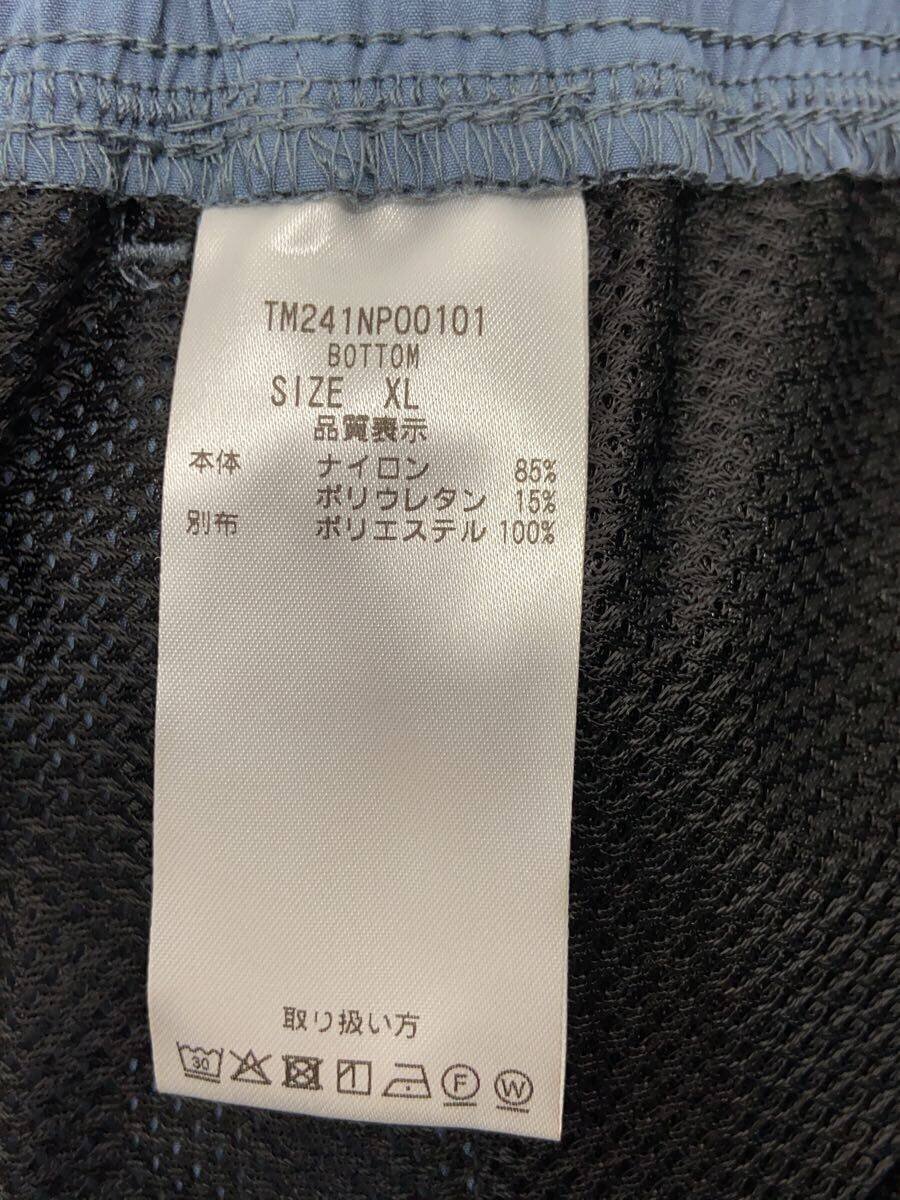 TM241NP00101
BOTTOM
SIZE XL
品質表示
本体 ナイロン 85%
ポリウレタン 15%
別布 ポリエステル 100%
取り扱い方
30 F W